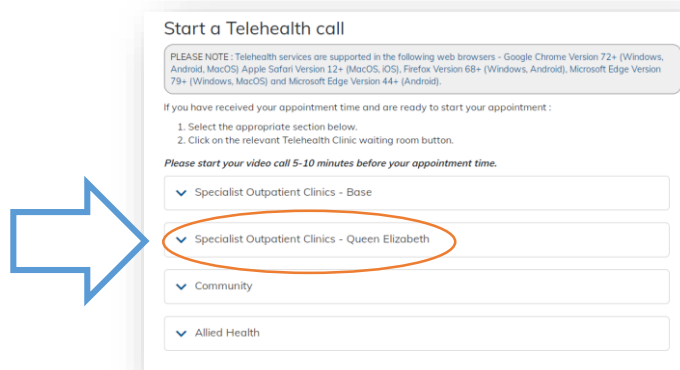 Start a Telehealth call
PLEASE NOTE : Telehealth services are supported in the following web browsers - Google Chrome Version 72+ (Windows,
Android, MacOS) Apple Safari Version 12+ (MacOS, iOS), Firefox Version 68+ (Windows, Android), Microsoft Edge Version
79+ (Windows, MacOS) and Microsoft Edge Version 44+ (Android).
If you have received your appointment time and are ready to start your appointment :
1. Select the appropriate section below.
2. Click on the relevant Telehealth Clinic waiting room button.
Please start your video call 5-10 minutes before your appointment time.
Specialist Outpatient Clinics - Base
Specialist Outpatient Clinics - Queen Elizabeth
Community
Allied Health